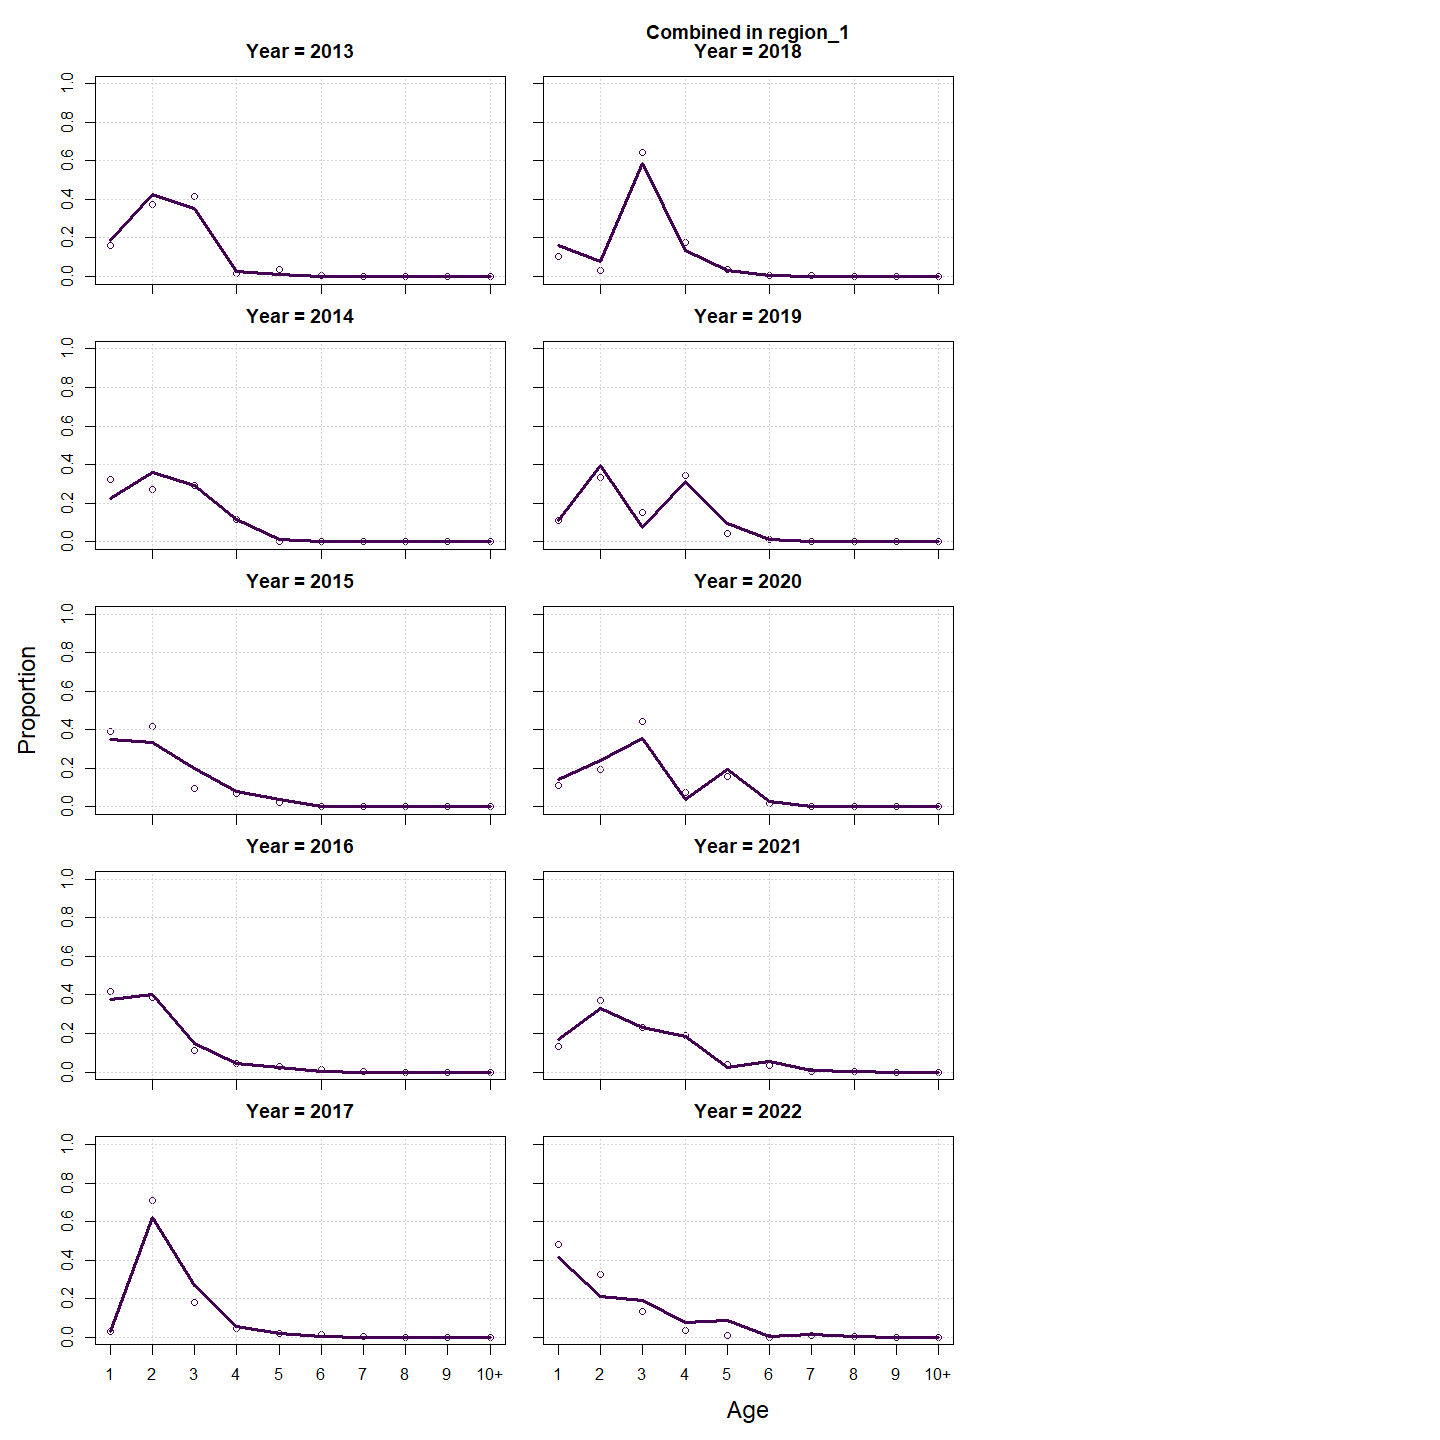 Combined in region_1
Year = 2013
Year = 2018
0.0 0.2 0.4 0.6 0.8 1.0
Year = 2014
Year = 2019
0.0 0.2 0.4 0.6 0.8 1.0
Year = 2015
Year = 2020
0.0 0.2 0.4 0.6 0.8 1.0
Proportion
Year = 2016
Year = 2021
0.0 0.2 0.4 0.6 0.8 1.0
Year = 2017
Year = 2022
0.0 0.2 0.4 0.6 0.8 1.0
1 2 3 4 5 6 7 8 9 10+
1 2 3 4 5 6 7 8 9 10+
Age